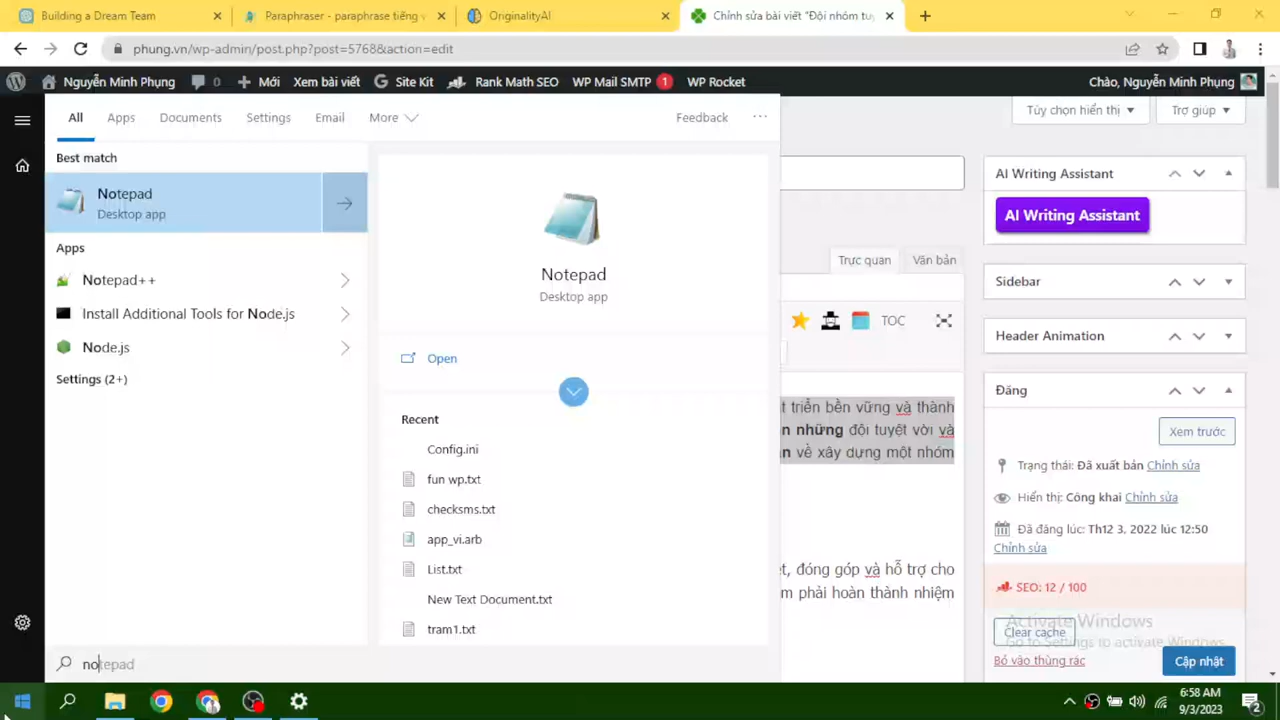 Building a Dream Team
Paraphraser - paraphrase tiếng v
OriginalityAI
Chỉnh sửa bài viết "Đội nhóm tuy
phung.vn/wp-admin/post.php?post=5768&action=edit
Nguyễn Minh Phụng 0 Mới Xem bài viết Site Kit Rank Math SEO WP Mail SMTP 1 WP Rocket Chào, Nguyễn Minh Phụng
All Apps Documents Settings Email More Feedback
Best match
Notepad
Desktop app
Apps
Notepad++
Install Additional Tools for Node.js
Node.js
Settings (2+)
Notepad
Desktop app
Open
Recent
Config.ini
fun wp.txt
checksms.txt
app_vi.arb
List.txt
New Text Document.txt
tram1.txt
notepad
Tùy chọn hiển thị Trợ giúp
Trực quan Văn bản
TOC
t triển bền vững và thành
n những đội tuyệt vời và
n về xây dựng một nhóm
t, đóng góp và hỗ trợ cho
m phải hoàn thành nhiệm
AI Writing Assistant
AI Writing Assistant
Sidebar
Header Animation
Đăng
Xem trước
Trạng thái: Đã xuất bản Chỉnh sửa
Hiển thị: Công khai Chỉnh sửa
Đã đăng lúc: Th12 3. 2022 lúc 12:50
Chỉnh sửa
SEO: 12 / 100
Activate Windows
Clear cache
Go to Settings to activate Windows.
Bỏ vào thùng rác
Cập nhật
6:58 AM
9/3/2023
2